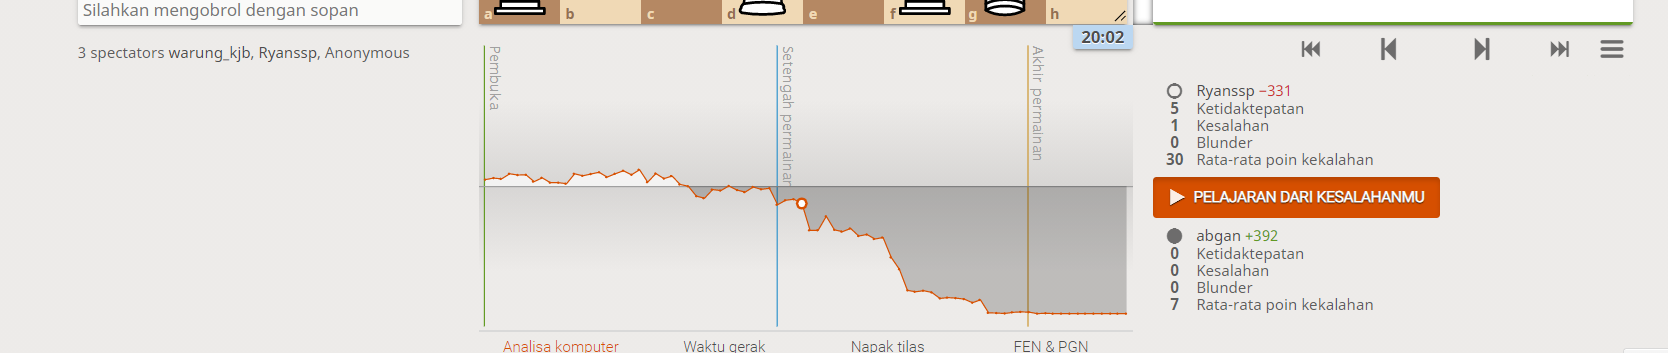 Silahkan mengobrol dengan sopan
3 spectators warung_kjb, Ryanssp, Anonymous
a b c d e f g h
20:02
Pembuka
Setengah permainan
Akhir permainan
Analisa komputer
Waktu gerak
Napak tilas
FEN & PGN
Ryanssp −331
5 Ketidaktepatan
1 Kesalahan
0 Blunder
30 Rata-rata poin kekalahan
PELAJARAN DARI KESALAHANMU
abgan +392
0 Ketidaktepatan
0 Kesalahan
0 Blunder
7 Rata-rata poin kekalahan